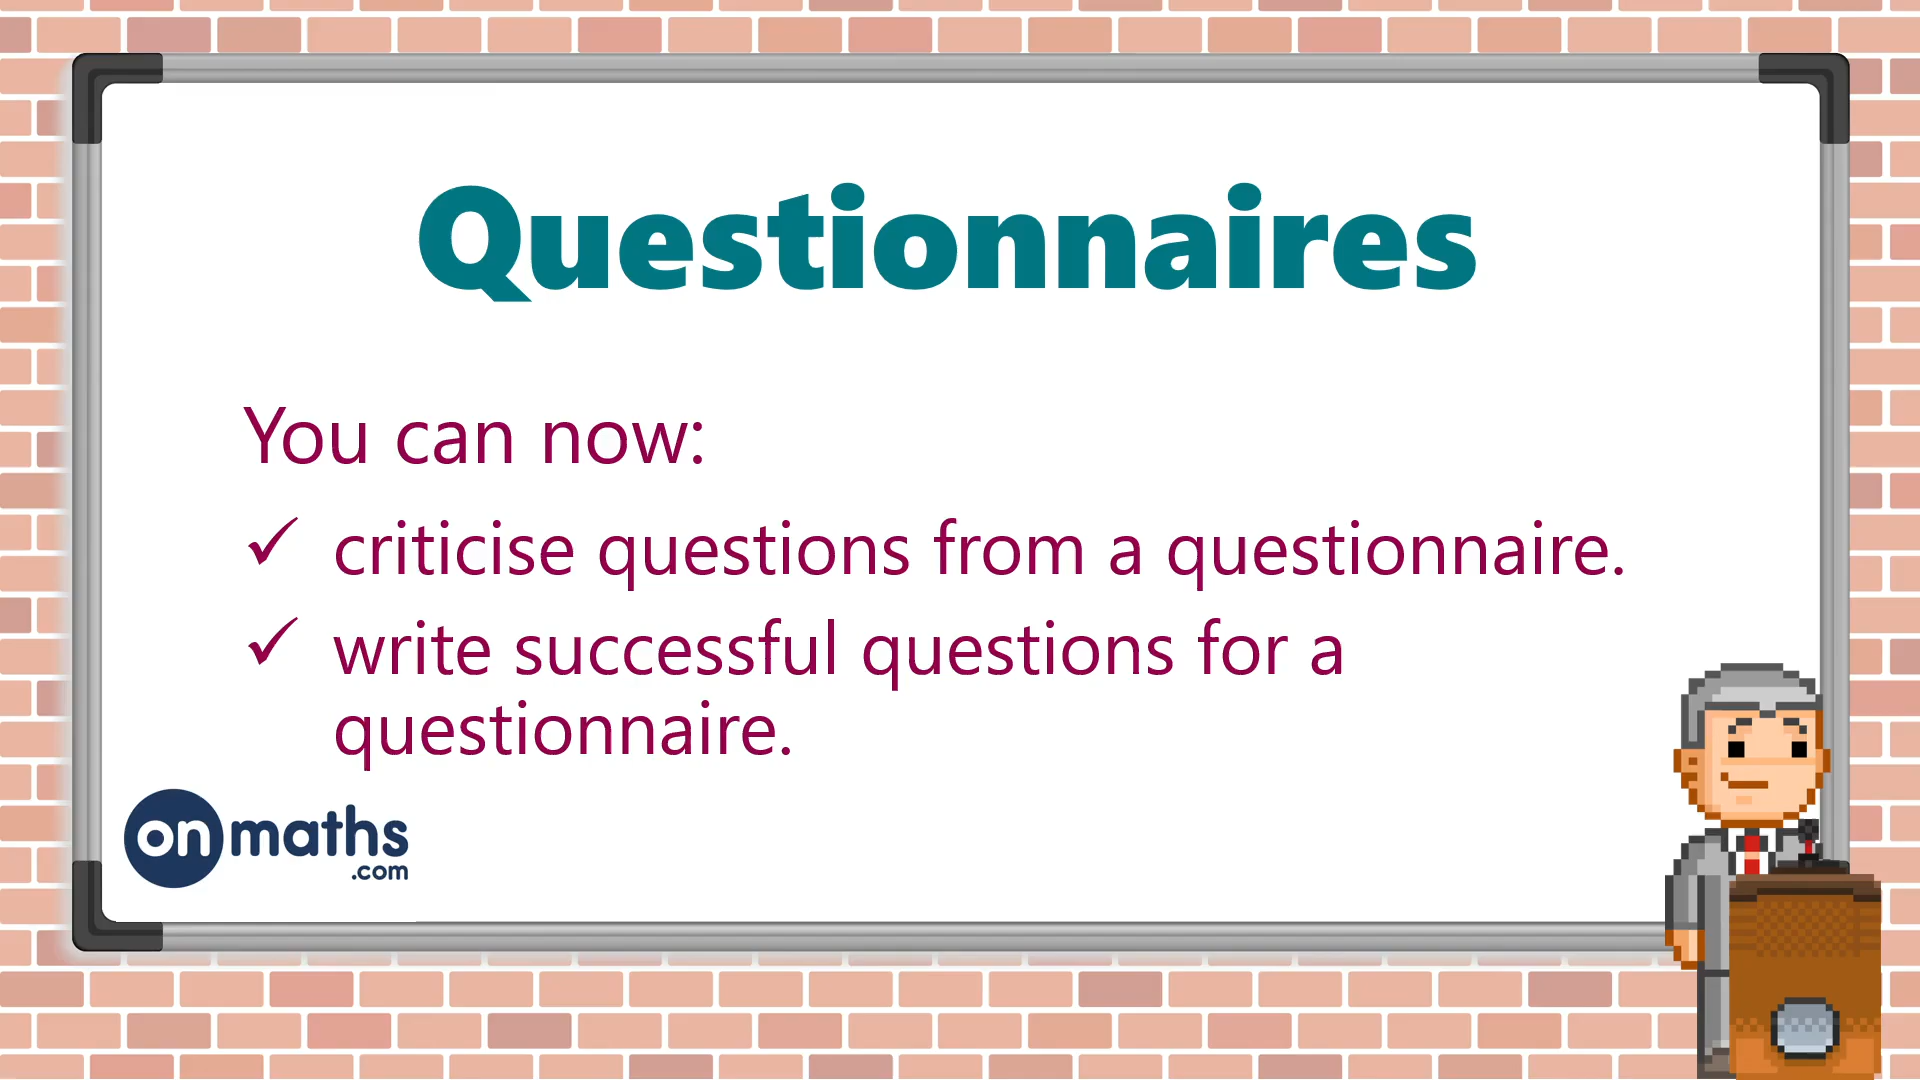 Questionnaires
You can now:
✓ criticise questions from a questionnaire.
✓ write successful questions for a
questionnaire.
on maths
.com